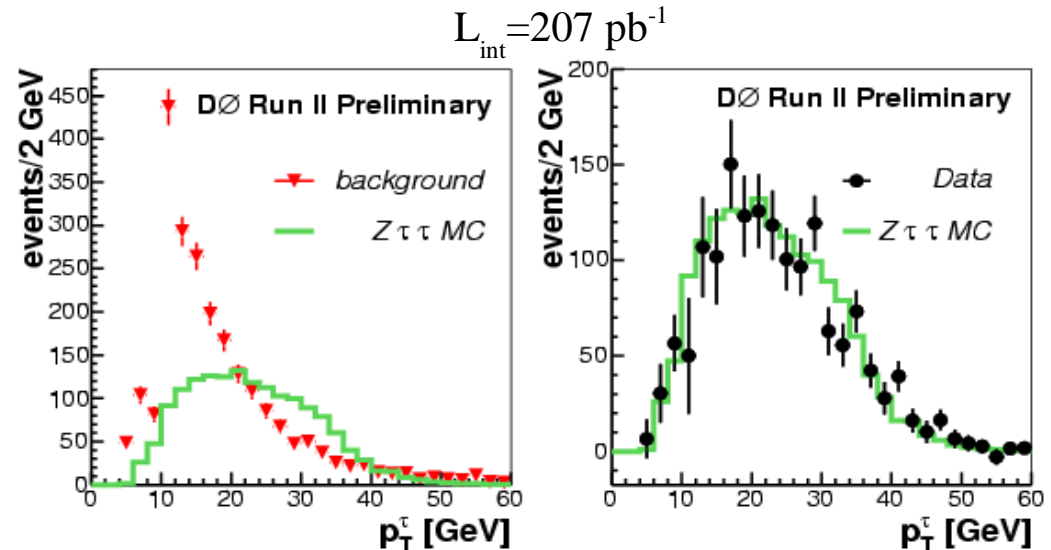 L_int=207 pb^-1
events/2 GeV
450
400
350
300
250
200
150
100
50
0
DØ Run II Preliminary
background
Z τ τ MC
0 10 20 30 40 50 60
p_T^τ [GeV]
events/2 GeV
200
150
100
50
0
DØ Run II Preliminary
Data
Z τ τ MC
0 10 20 30 40 50 60
p_T^τ [GeV]